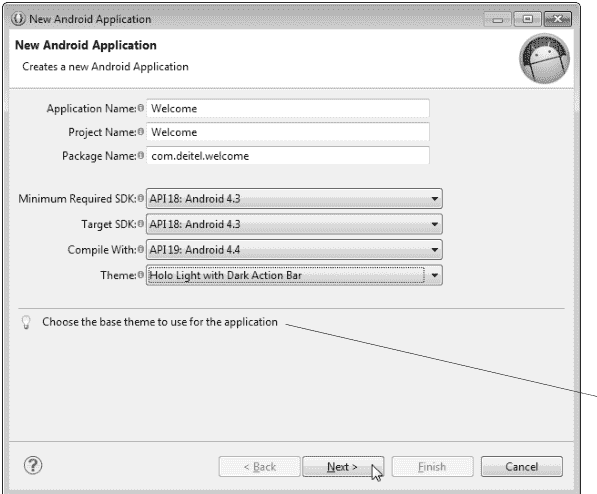 New Android Application
New Android Application
Creates a new Android Application
Application Name: Welcome
Project Name: Welcome
Package Name: com.deitel.welcome
Minimum Required SDK: API 18: Android 4.3
Target SDK: API 18: Android 4.3
Compile With: API 19: Android 4.4
Theme: Holo Light with Dark Action Bar
Choose the base theme to use for the application
?
< Back Next > Finish Cancel